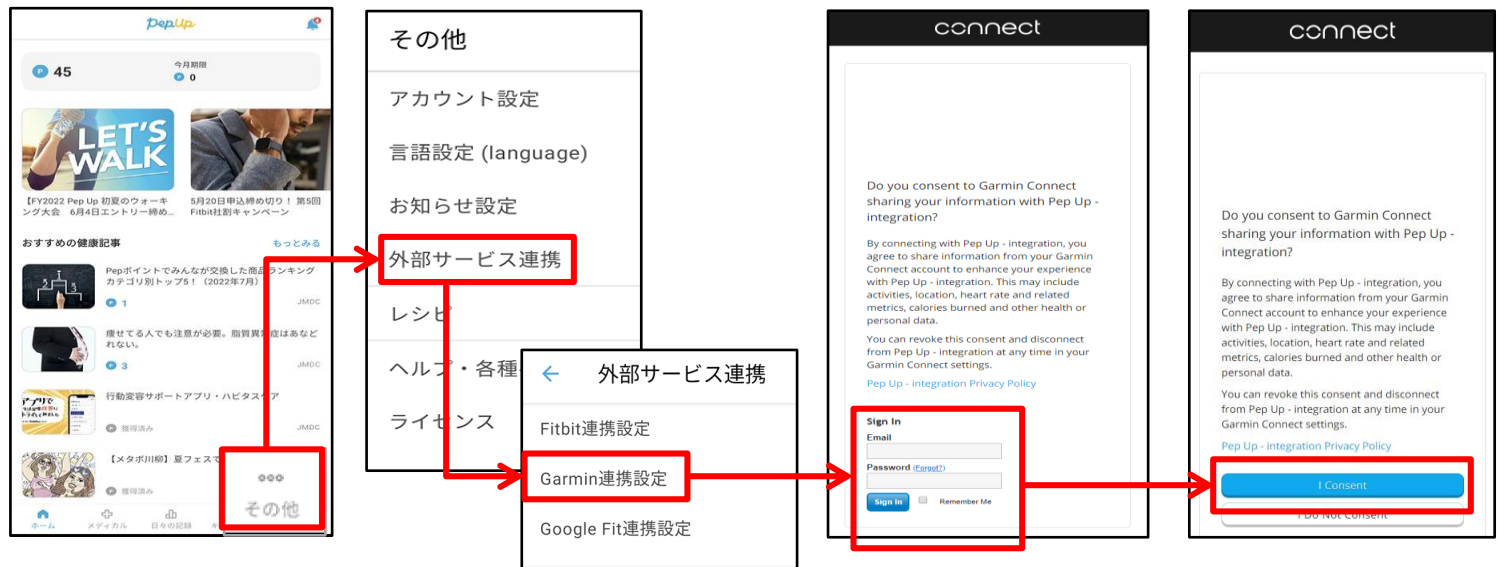 PepUp
4
P 45
今月期限
P 0
LET'S
WALK
【FY2022 Pep Up 初夏のウォーキ
ング大会 6月4日エントリー締め...
5月20日申込締め切り！ 第5回
Fitbit社割キャンペーン
おすすめの健康記事
もっとみる
Pepポイントでみんなが交換した商品ランキング
カテゴリ別トップ5！（2022年7月）
P 1
JMDC
痩せてる人でも注意が必要。脂質異常症はあなど
れない。
P 3
JMDC
アプリで
行動変容サポートアプリ・ハビタスケア
P 獲得済み
JMDC
【メタボ川柳】夏フェスで
P 獲得済み
ホーム
メディカル
日々の記録
その他
その他
アカウント設定
言語設定 (language)
お知らせ設定
外部サービス連携
レシピ
ヘルプ・各種
ライセンス
← 外部サービス連携
Fitbit連携設定
Garmin連携設定
Google Fit連携設定
connect
Do you consent to Garmin Connect
sharing your information with Pep Up -
integration?
By connecting with Pep Up - integration, you
agree to share information from your Garmin
Connect account to enhance your experience
with Pep Up - integration. This may include
activities, location, heart rate and related
metrics, calories burned and other health or
personal data.
You can revoke this consent and disconnect
from Pep Up - integration at any time in your
Garmin Connect settings.
Pep Up - integration Privacy Policy
Sign In
Email
Password (Forgot?)
Sign In
Remember Me
connect
Do you consent to Garmin Connect
sharing your information with Pep Up -
integration?
By connecting with Pep Up - integration, you
agree to share information from your Garmin
Connect account to enhance your experience
with Pep Up - integration. This may include
activities, location, heart rate and related
metrics, calories burned and other health or
personal data.
You can revoke this consent and disconnect
from Pep Up - integration at any time in your
Garmin Connect settings.
Pep Up - integration Privacy Policy
I Consent
I Do Not Consent